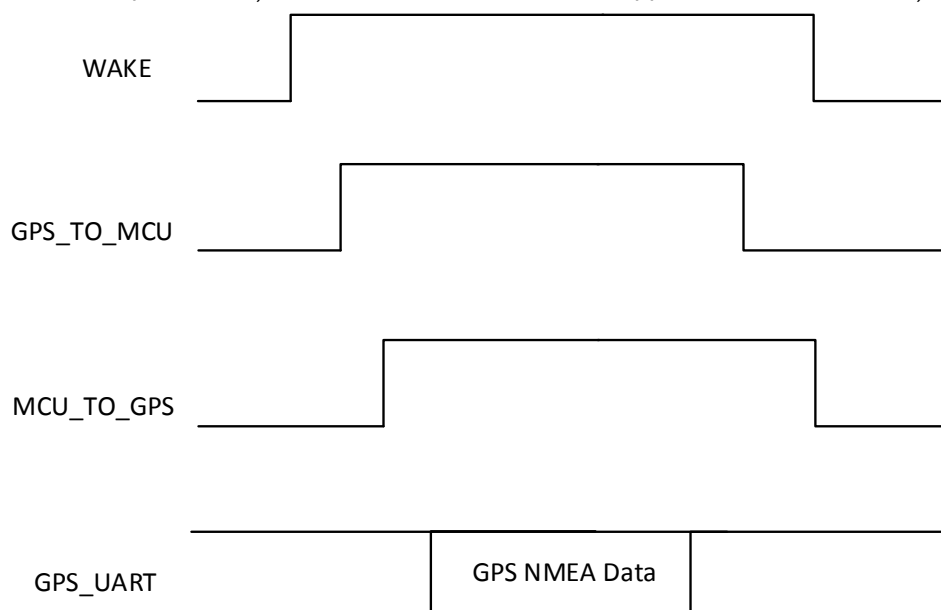 WAKE
GPS_TO_MCU
MCU_TO_GPS
GPS NMEA Data
GPS_UART